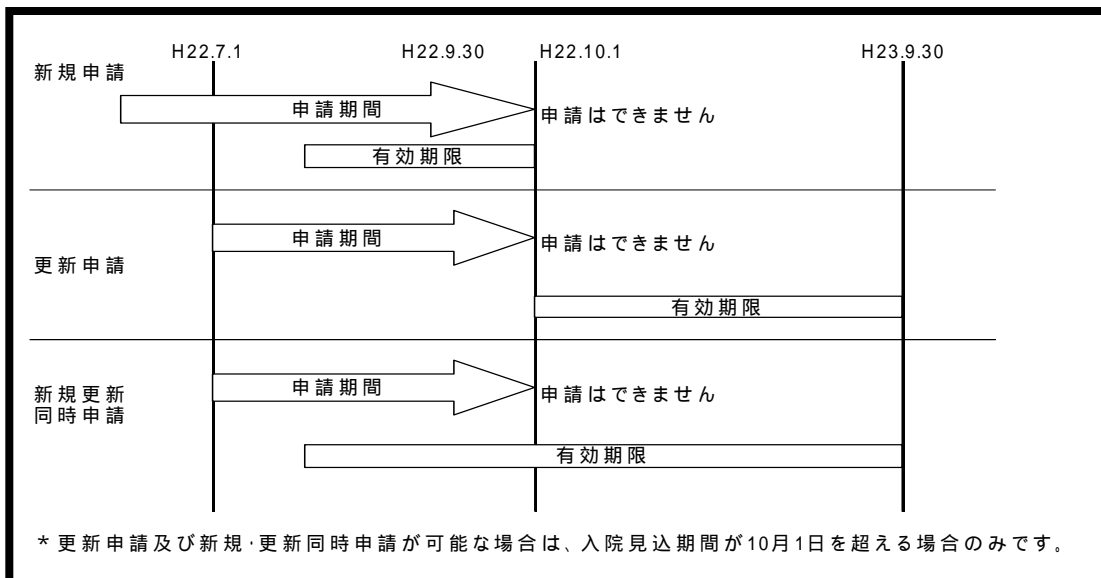 H22.7.1 H22.9.30 H22.10.1 H23.9.30
新規申請
申請期間 申請はできません
有効期限
申請期間 申請はできません
更新申請
有効期限
申請期間 申請はできません
新規更新
同時申請
有効期限
*更新申請及び新規・更新同時申請が可能な場合は、入院見込期間が10月1日を超える場合のみです。